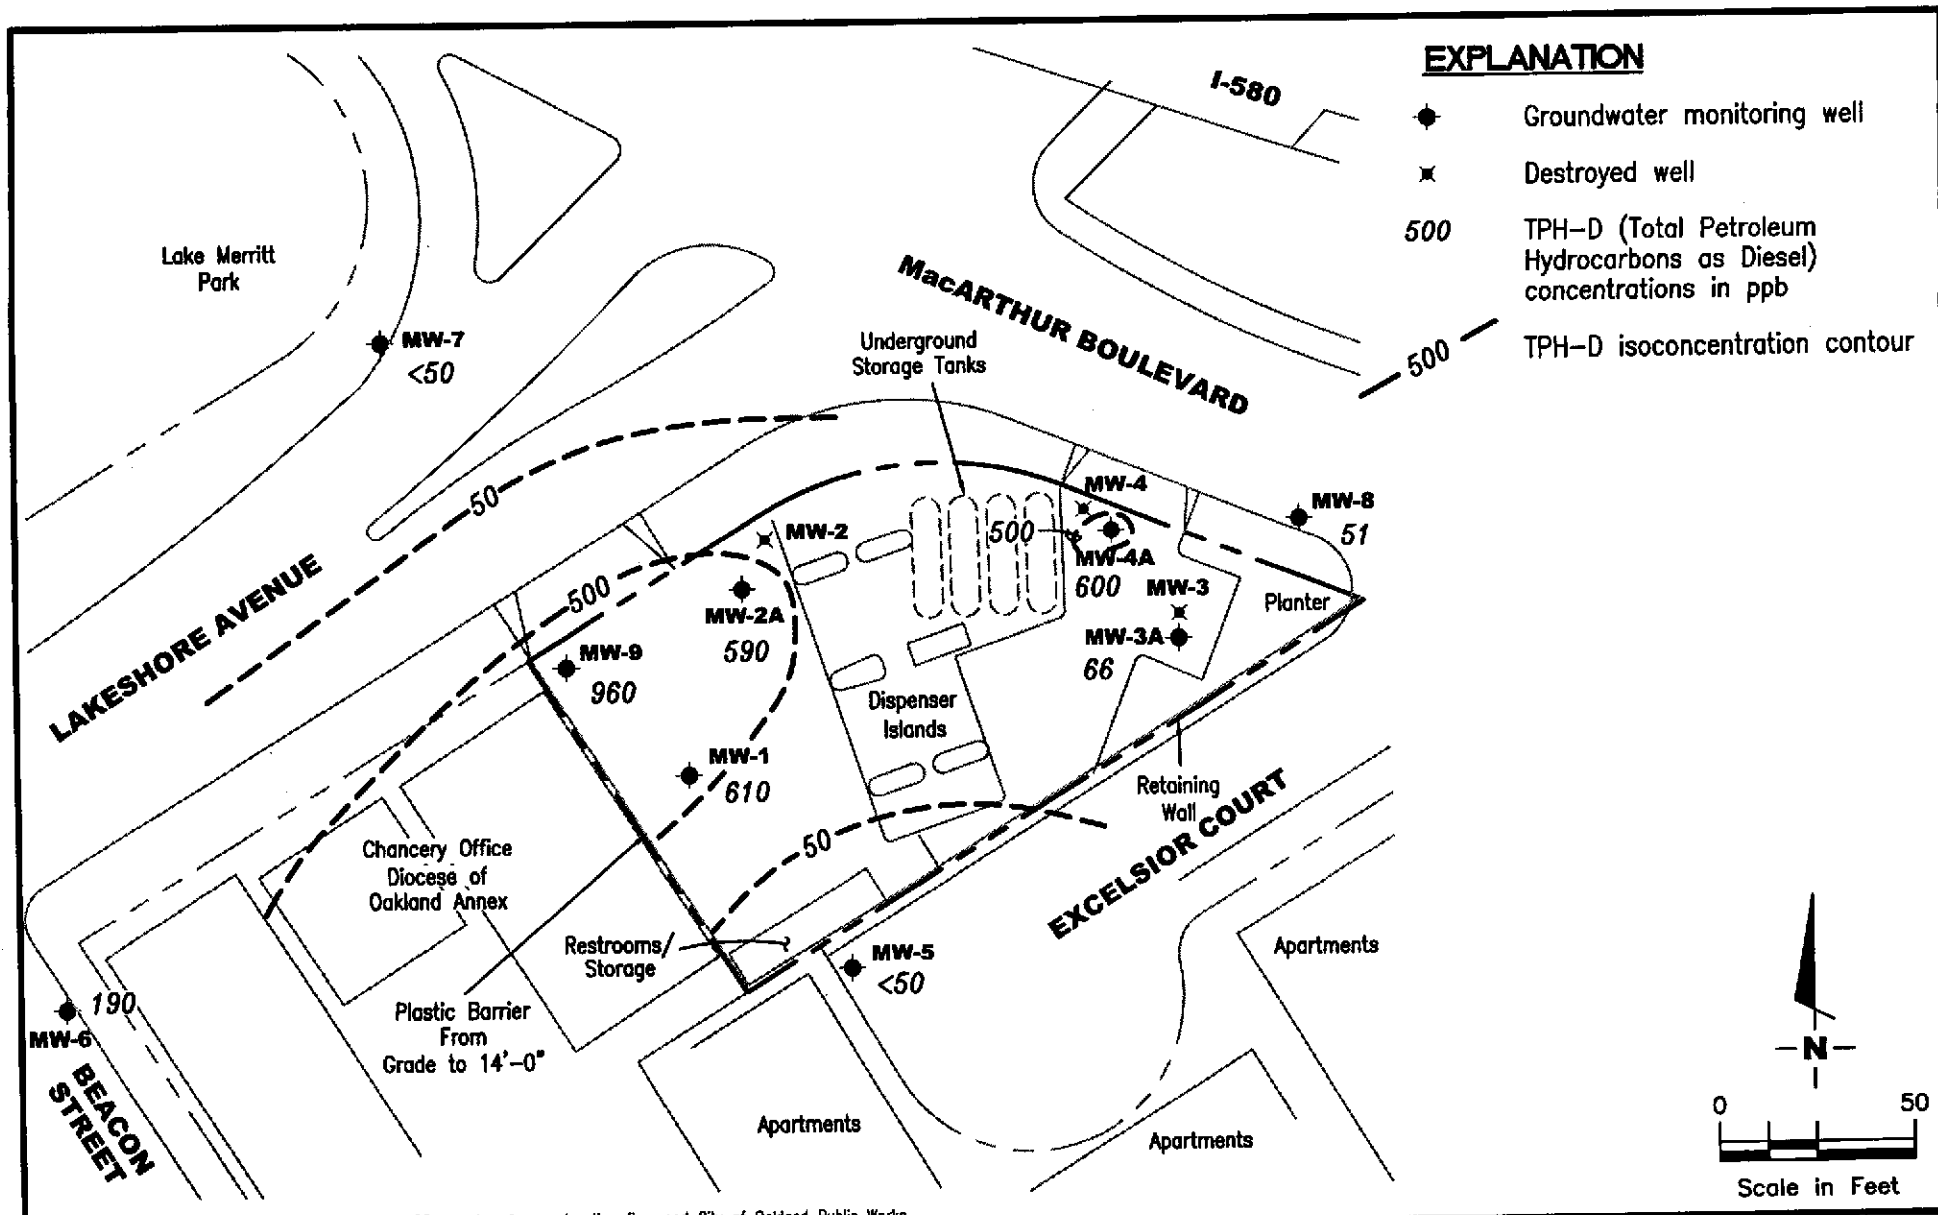 EXPLANATION
Groundwater monitoring well
Destroyed well
500
TPH-D (Total Petroleum
Hydrocarbons as Diesel)
concentrations in ppb
500
TPH-D isoconcentration contour
I-580
Lake Merritt
Park
MacARTHUR BOULEVARD
MW-7
<50
Underground
Storage Tanks
50
MW-4
MW-8
51
MW-2
500
MW-4A
600
MW-3
500
MW-2A
590
Planter
MW-3A
66
LAKESHORE AVENUE
MW-9
960
Dispenser
Islands
MW-1
610
Retaining
Wall
50
EXCELSIOR COURT
Chancery Office
Diocese of
Oakland Annex
Restrooms/
Storage
MW-5
<50
Apartments
190
MW-6
Plastic Barrier
From
Grade to 14'-0"
BEACON
STREET
Apartments
Apartments
N
0 50
Scale in Feet